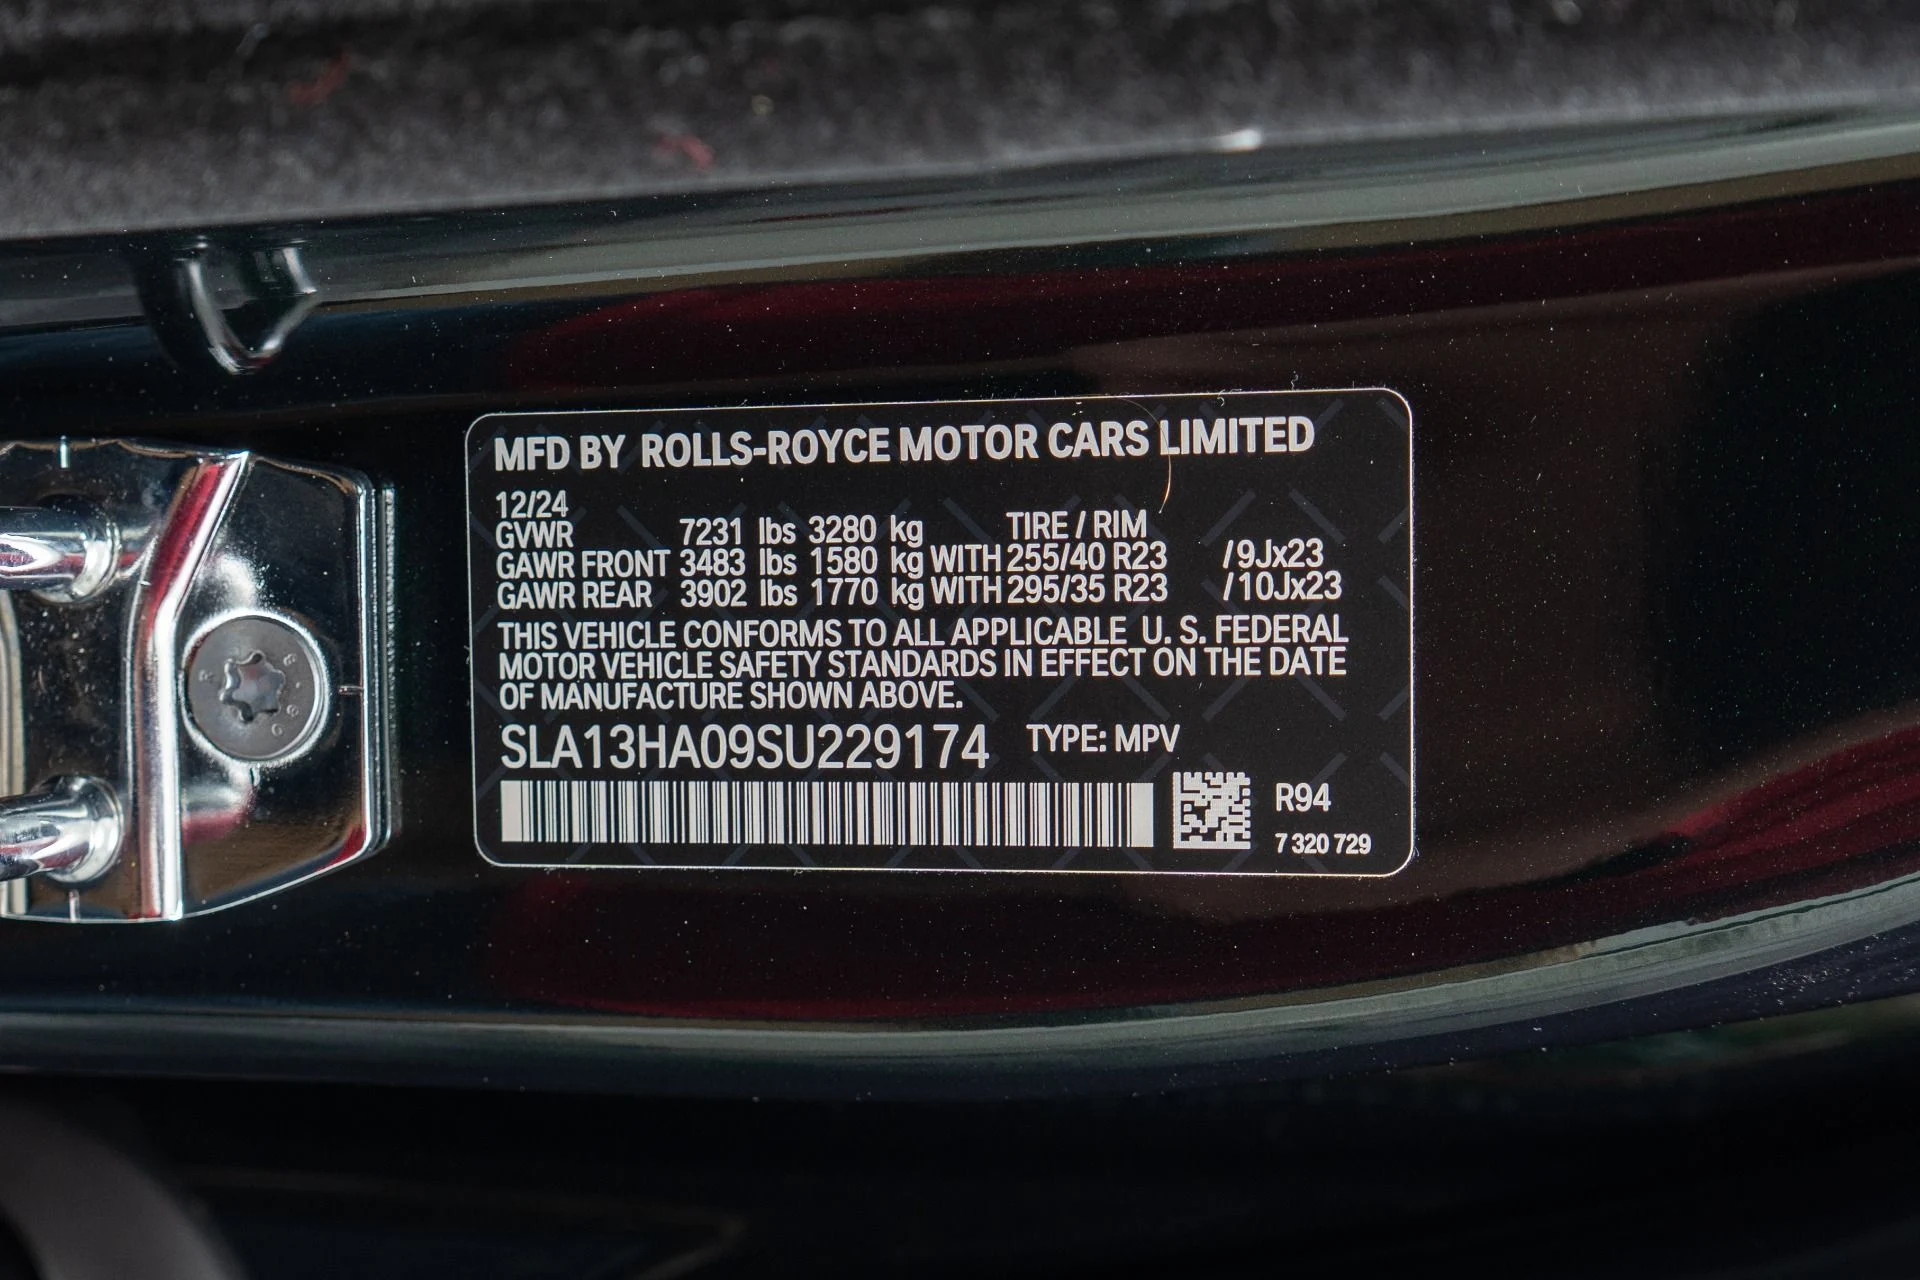 MFD BY ROLLS-ROYCE MOTOR CARS LIMITED
12/24
GVWR 7231 lbs 3280 kg TIRE / RIM
GAWR FRONT 3483 lbs 1580 kg WITH 255/40 R23 /9Jx23
GAWR REAR 3902 lbs 1770 kg WITH 295/35 R23 /10Jx23
THIS VEHICLE CONFORMS TO ALL APPLICABLE U. S. FEDERAL
MOTOR VEHICLE SAFETY STANDARDS IN EFFECT ON THE DATE
OF MANUFACTURE SHOWN ABOVE.
SLA13HA09SU229174 TYPE: MPV
R94
7 320 729